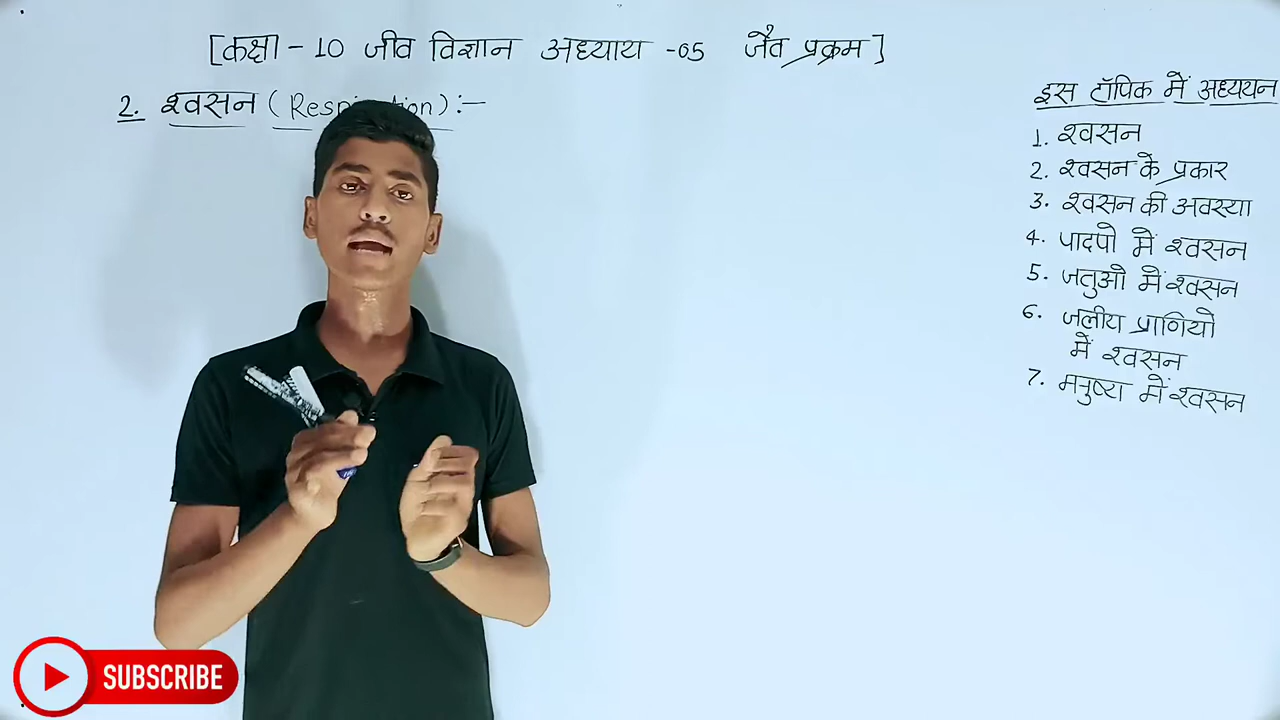 [कक्षा - 10 जीव विज्ञान अध्याय -05 जैव प्रक्रम]
2. श्वसन (Respiration) :-
इस टॉपिक में अध्ययन
1. श्वसन
2. श्वसन के प्रकार
3. श्वसन की अवस्था
4. पादपो में श्वसन
5. जतुओ में श्वसन
6. जलीय प्राणियो
में श्वसन
7. मनुष्य में श्वसन
SUBSCRIBE